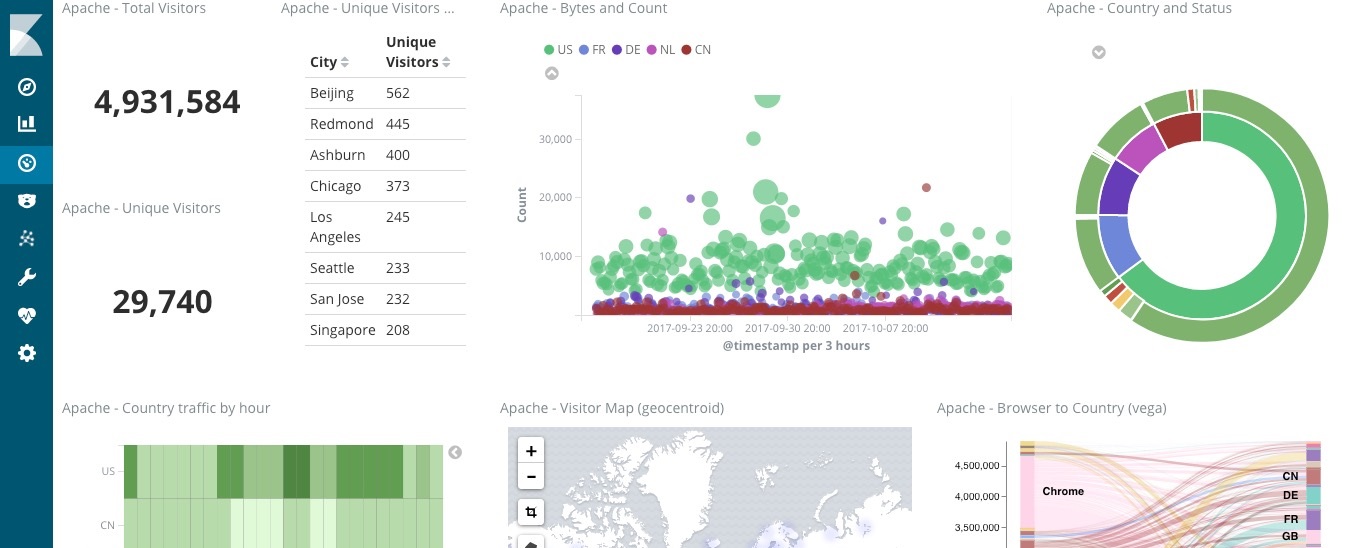 Apache - Total Visitors
4,931,584
Apache - Unique Visitors
29,740
Apache - Unique Visitors ...
City Unique Visitors
Beijing 562
Redmond 445
Ashburn 400
Chicago 373
Los Angeles 245
Seattle 233
San Jose 232
Singapore 208
Apache - Bytes and Count
US FR DE NL CN
Count
30,000
20,000
10,000
2017-09-23 20:00 2017-09-30 20:00 2017-10-07 20:00
@timestamp per 3 hours
Apache - Country and Status
Apache - Country traffic by hour
US
CN
Apache - Visitor Map (geocentroid)
+
−
Apache - Browser to Country (vega)
4,500,000
4,000,000
3,500,000
Chrome
CN
DE
FR
GB